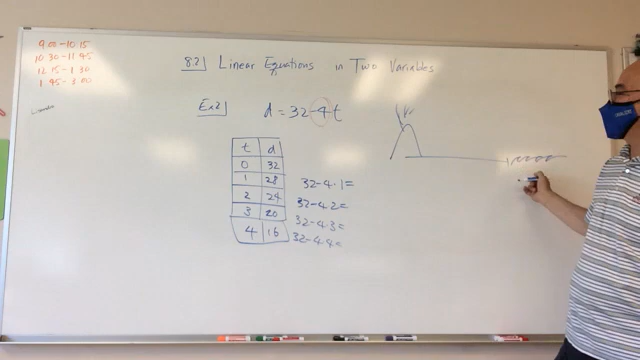 9 00 - 10 15
10 30 - 11 45
12 15 - 1 30
1 45 - 3 00
8.2 Linear Equations in Two Variables
Ex2 d = 32 - 4t
t d
0 32
1 28
2 24
3 20
4 16
32 - 4 · 1 =
32 - 4 · 2 =
32 - 4 · 3 =
32 - 4 · 4 =